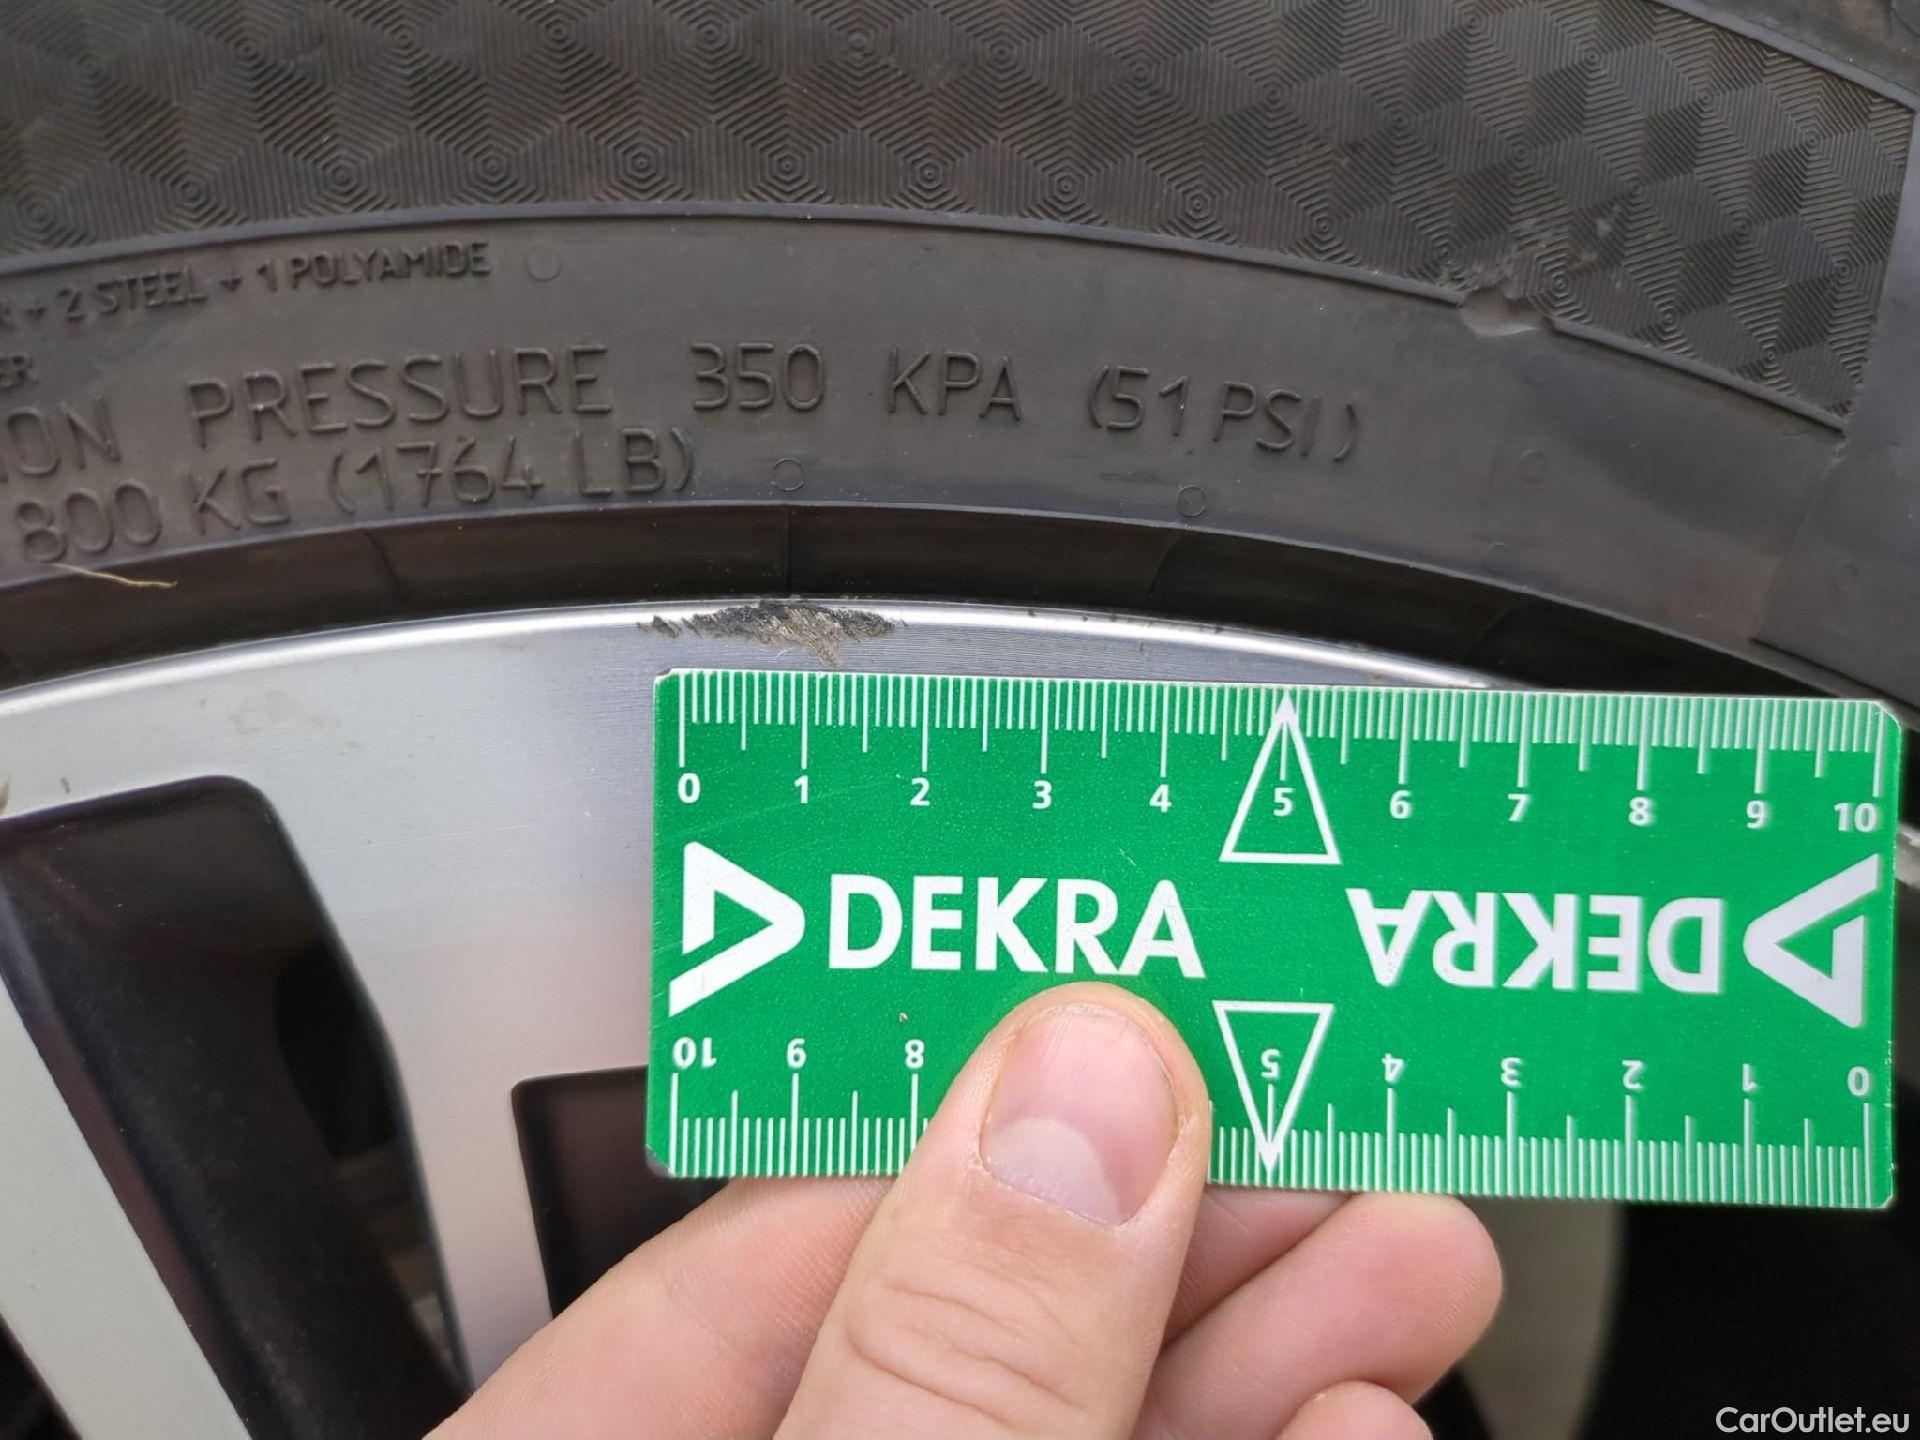 + 2 STEEL + 1 POLYAMIDE
PRESSURE 350 KPA (51 PSI)
800 KG (1764 LB)
0 1 2 3 4 5 6 7 8 9 10
DEKRA DEKRA
10 9 8 5 4 3 2 1 0
CarOutlet.eu